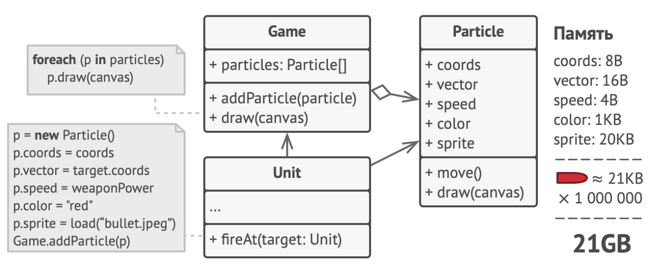 foreach (p in particles)
p.draw(canvas)
p = new Particle()
p.coords = coords
p.vector = target.coords
p.speed = weaponPower
p.color = "red"
p.sprite = load("bullet.jpeg")
Game.addParticle(p)
Game
+ particles: Particle[]
+ addParticle(particle)
+ draw(canvas)
Unit
...
+ fireAt(target: Unit)
Particle
+ coords
+ vector
+ speed
+ color
+ sprite
+ move()
+ draw(canvas)
Память
coords: 8B
vector: 16B
speed: 4B
color: 1KB
sprite: 20KB
≈ 21KB
× 1 000 000
21GB